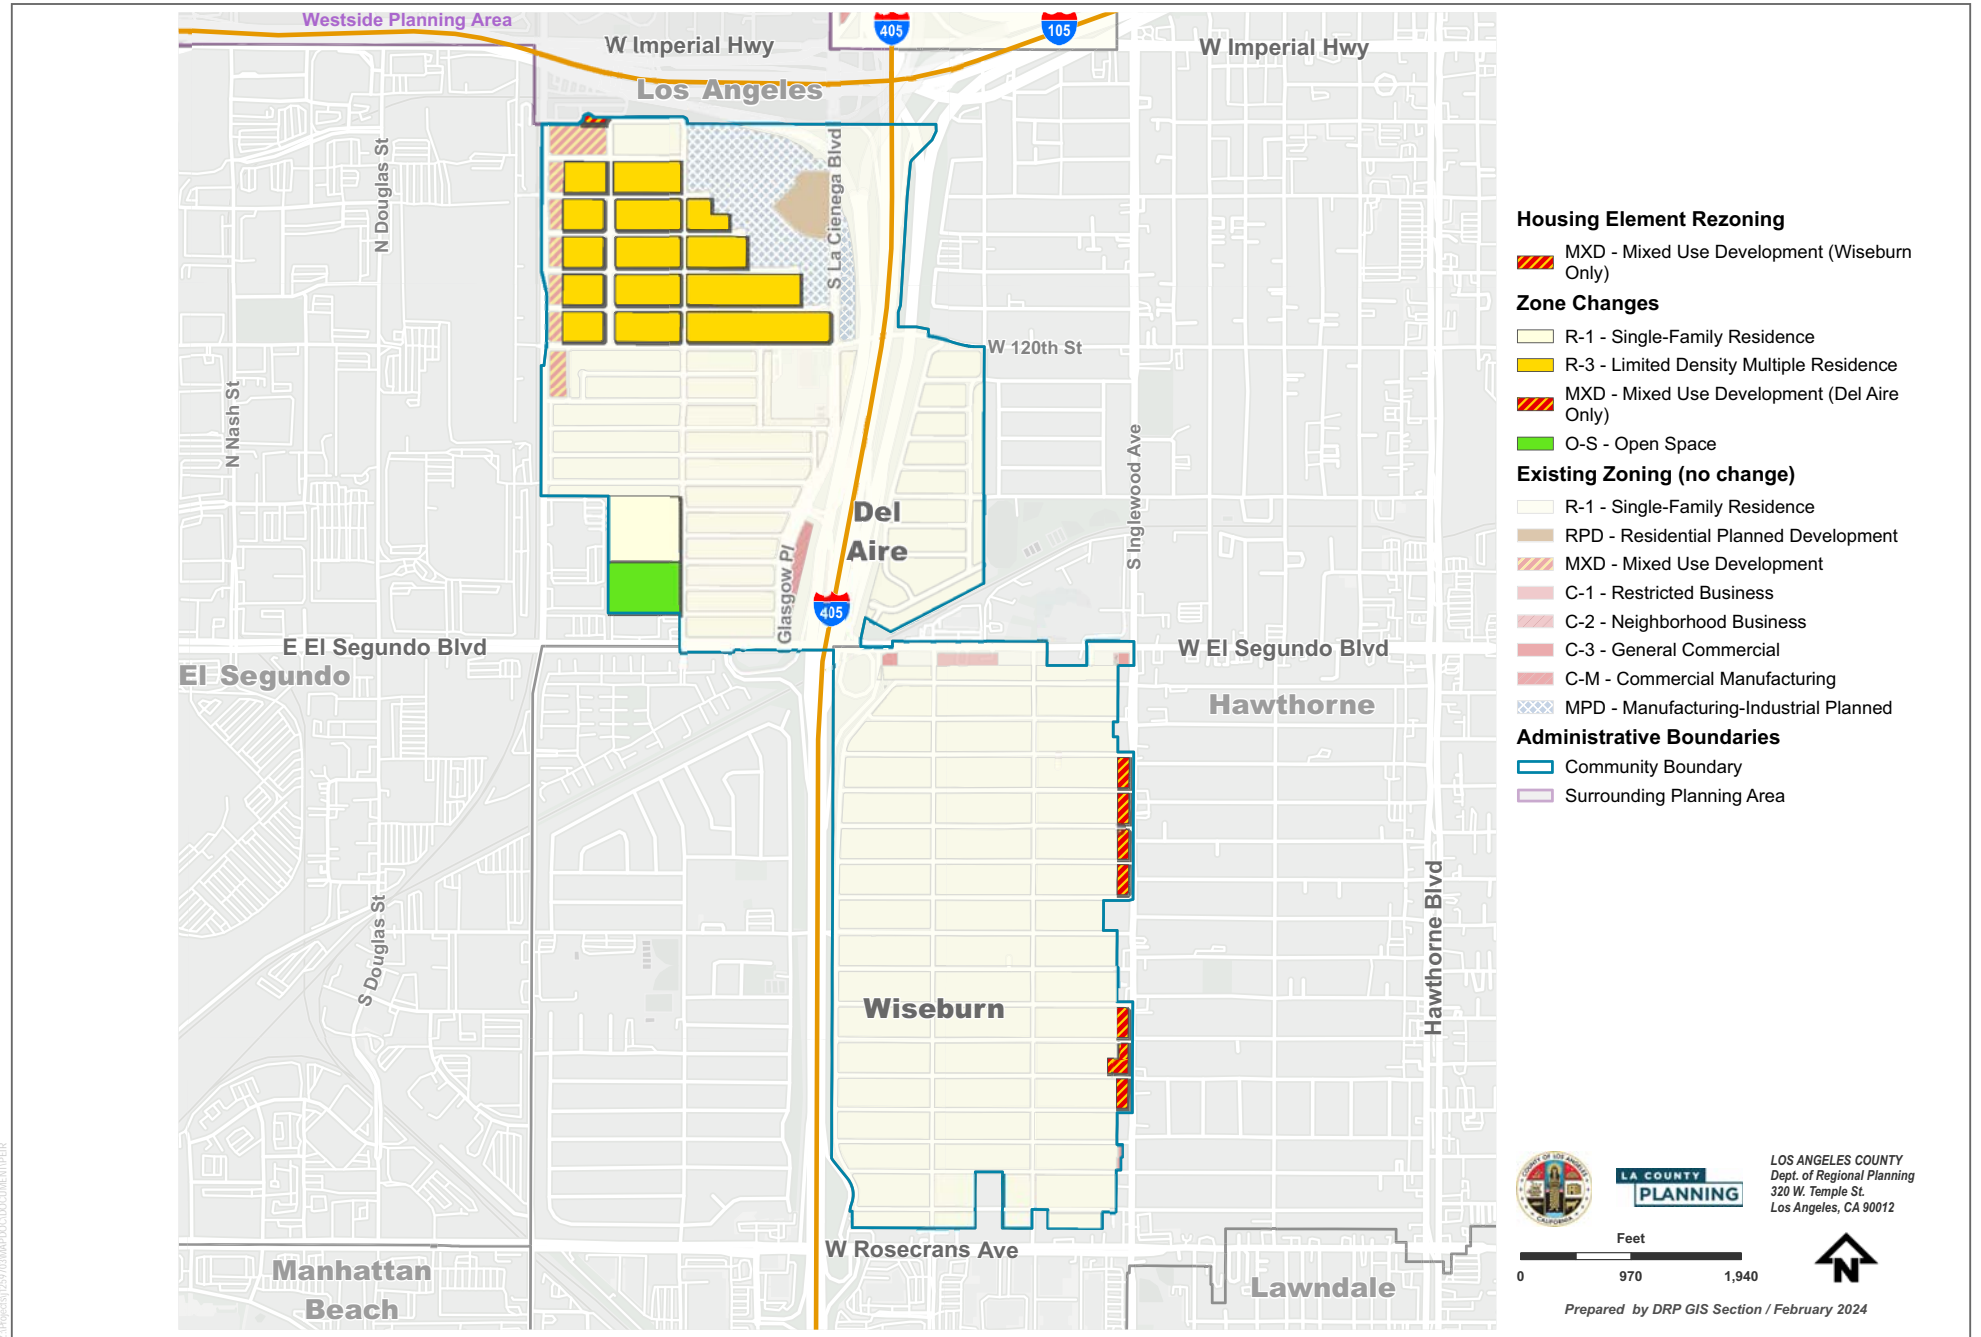 Westside Planning Area
W Imperial Hwy
405
105
W Imperial Hwy
Los Angeles
N Douglas St
S La Cienega Blvd
W 120th St
N Nash St
S Inglewood Ave
Del
Aire
Glasgow Pl
405
E El Segundo Blvd
W El Segundo Blvd
El Segundo
Hawthorne
S Douglas St
Hawthorne Blvd
Wiseburn
W Rosecrans Ave
Manhattan
Beach
Lawndale
Housing Element Rezoning
MXD - Mixed Use Development (Wiseburn
Only)
Zone Changes
R-1 - Single-Family Residence
R-3 - Limited Density Multiple Residence
MXD - Mixed Use Development (Del Aire
Only)
O-S - Open Space
Existing Zoning (no change)
R-1 - Single-Family Residence
RPD - Residential Planned Development
MXD - Mixed Use Development
C-1 - Restricted Business
C-2 - Neighborhood Business
C-3 - General Commercial
C-M - Commercial Manufacturing
MPD - Manufacturing-Industrial Planned
Administrative Boundaries
Community Boundary
Surrounding Planning Area
COUNTY OF LOS ANGELES
CALIFORNIA
LA COUNTY
PLANNING
LOS ANGELES COUNTY
Dept. of Regional Planning
320 W. Temple St.
Los Angeles, CA 90012
Feet
0 970 1,940
N
Prepared by DRP GIS Section / February 2024